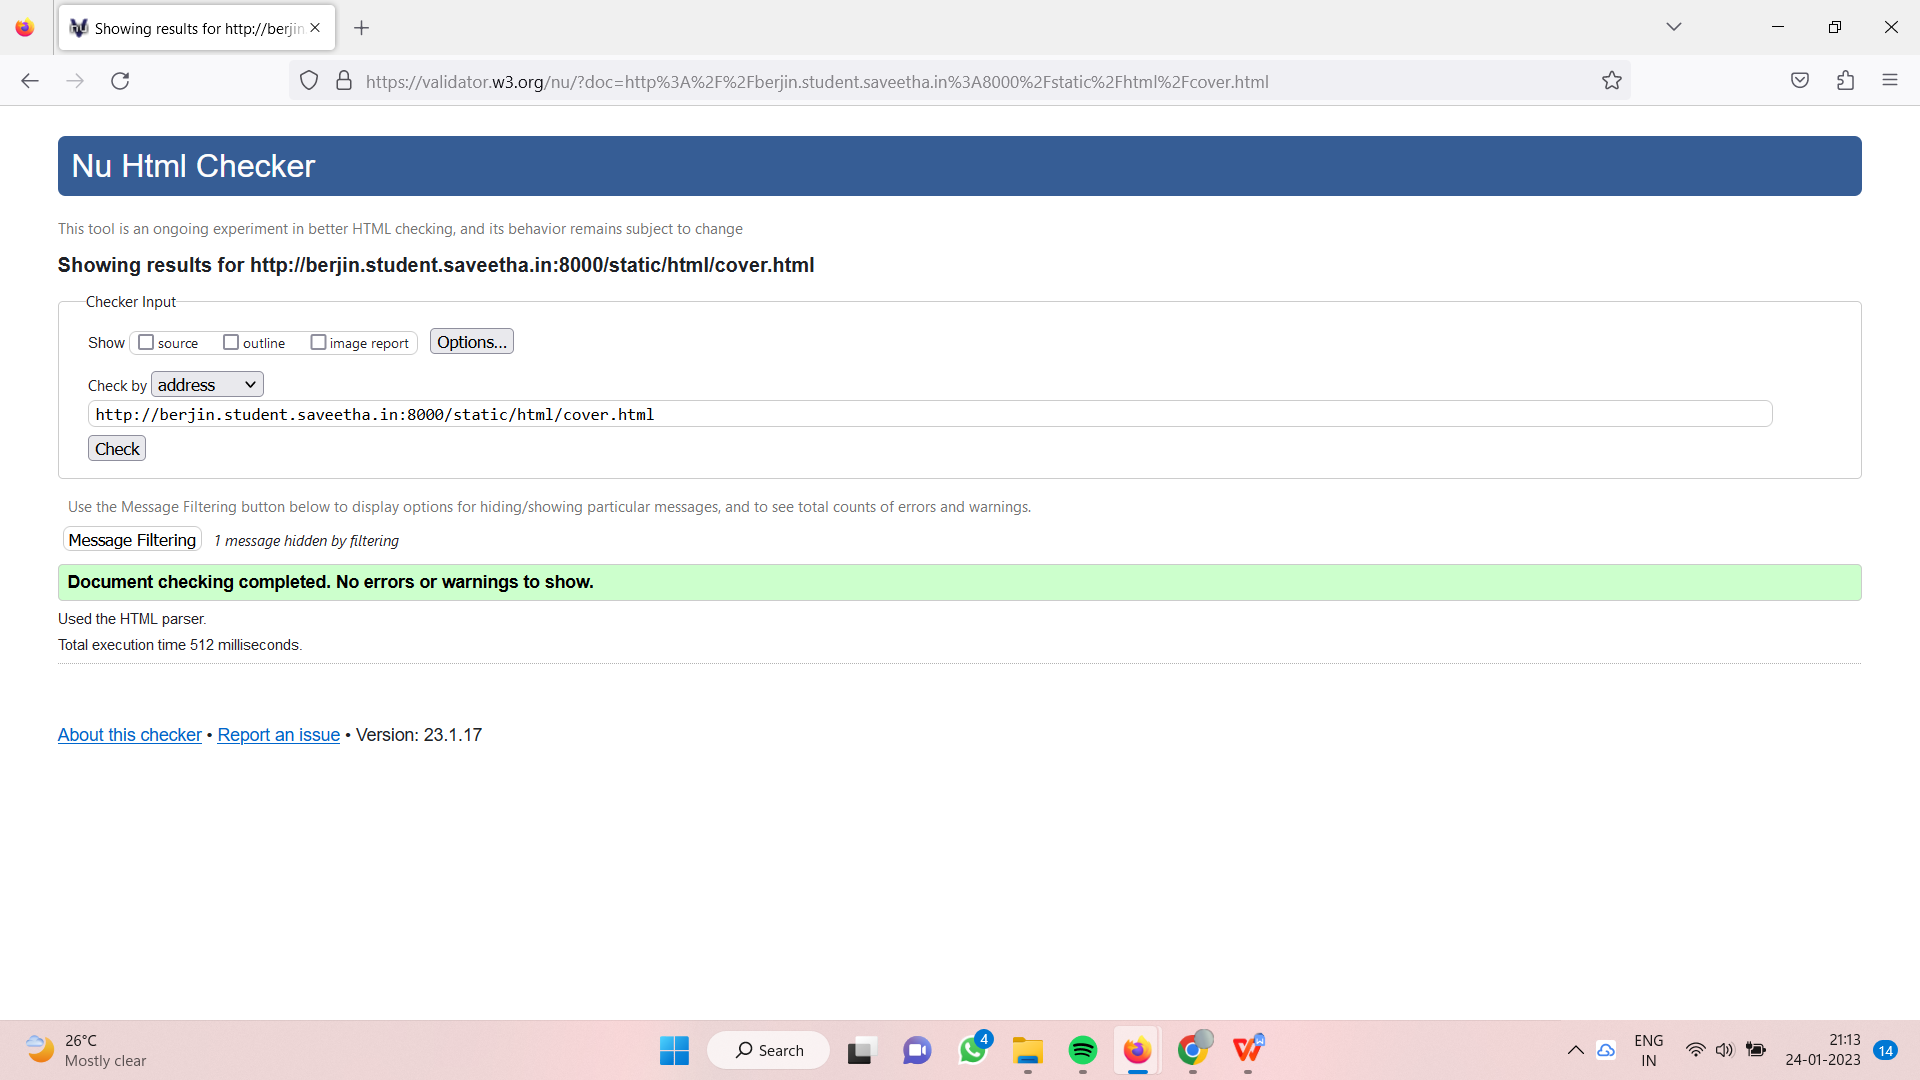 Showing results for http://berjin
https://validator.w3.org/nu/?doc=http%3A%2F%2Fberjin.student.saveetha.in%3A8000%2Fstatic%2Fhtml%2Fcover.html
Nu Html Checker
This tool is an ongoing experiment in better HTML checking, and its behavior remains subject to change
Showing results for http://berjin.student.saveetha.in:8000/static/html/cover.html
Checker Input
Show source outline image report Options...
Check by address
http://berjin.student.saveetha.in:8000/static/html/cover.html
Check
Use the Message Filtering button below to display options for hiding/showing particular messages, and to see total counts of errors and warnings.
Message Filtering 1 message hidden by filtering
Document checking completed. No errors or warnings to show.
Used the HTML parser.
Total execution time 512 milliseconds.
About this checker • Report an issue • Version: 23.1.17
26°C
Mostly clear
Search
4
ENG
IN
21:13
24-01-2023
14